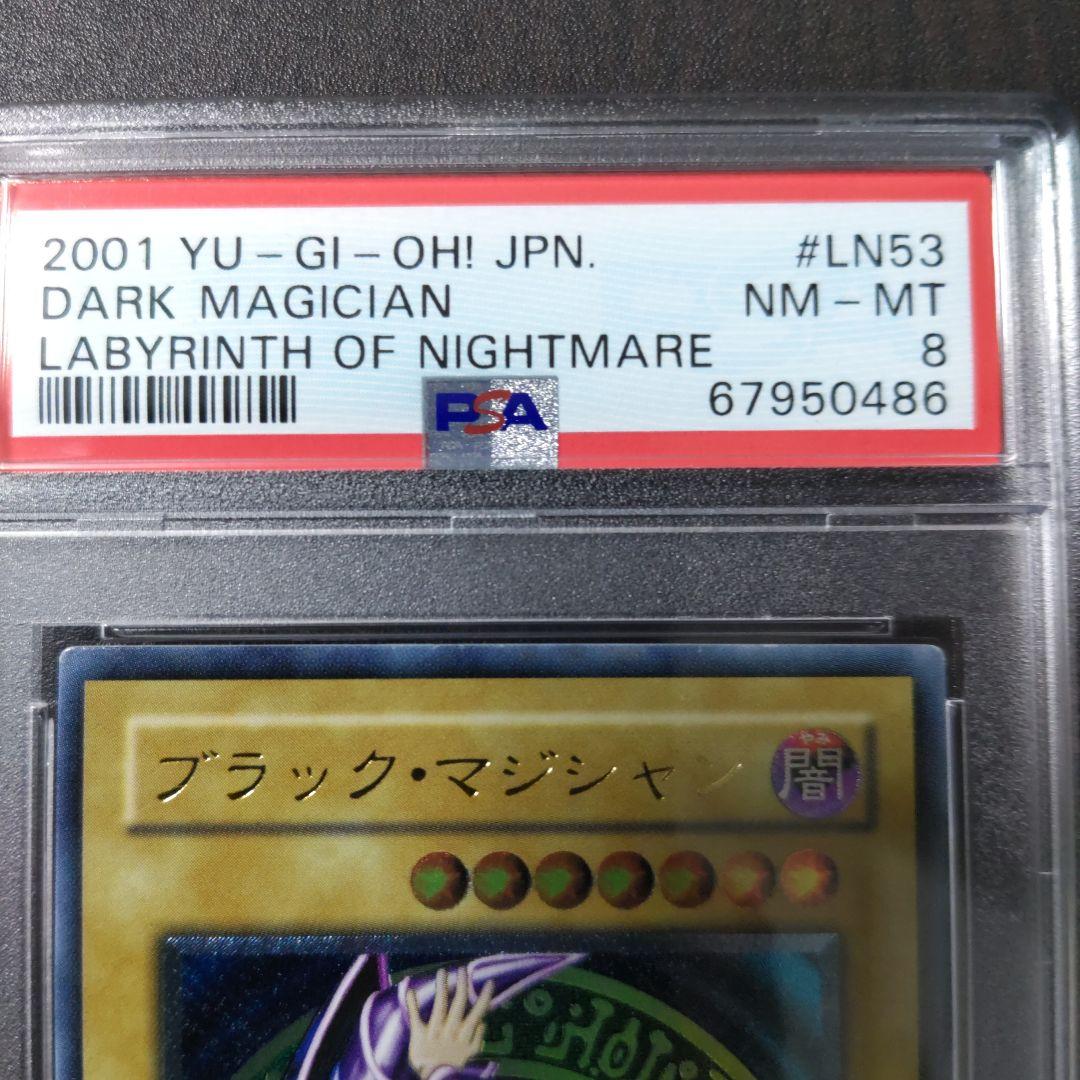 2001 YU-GI-OH! JPN. #LN53
DARK MAGICIAN NM-MT
LABYRINTH OF NIGHTMARE 8
PSA 67950486
ブラック・マジシャン 闇
やみ